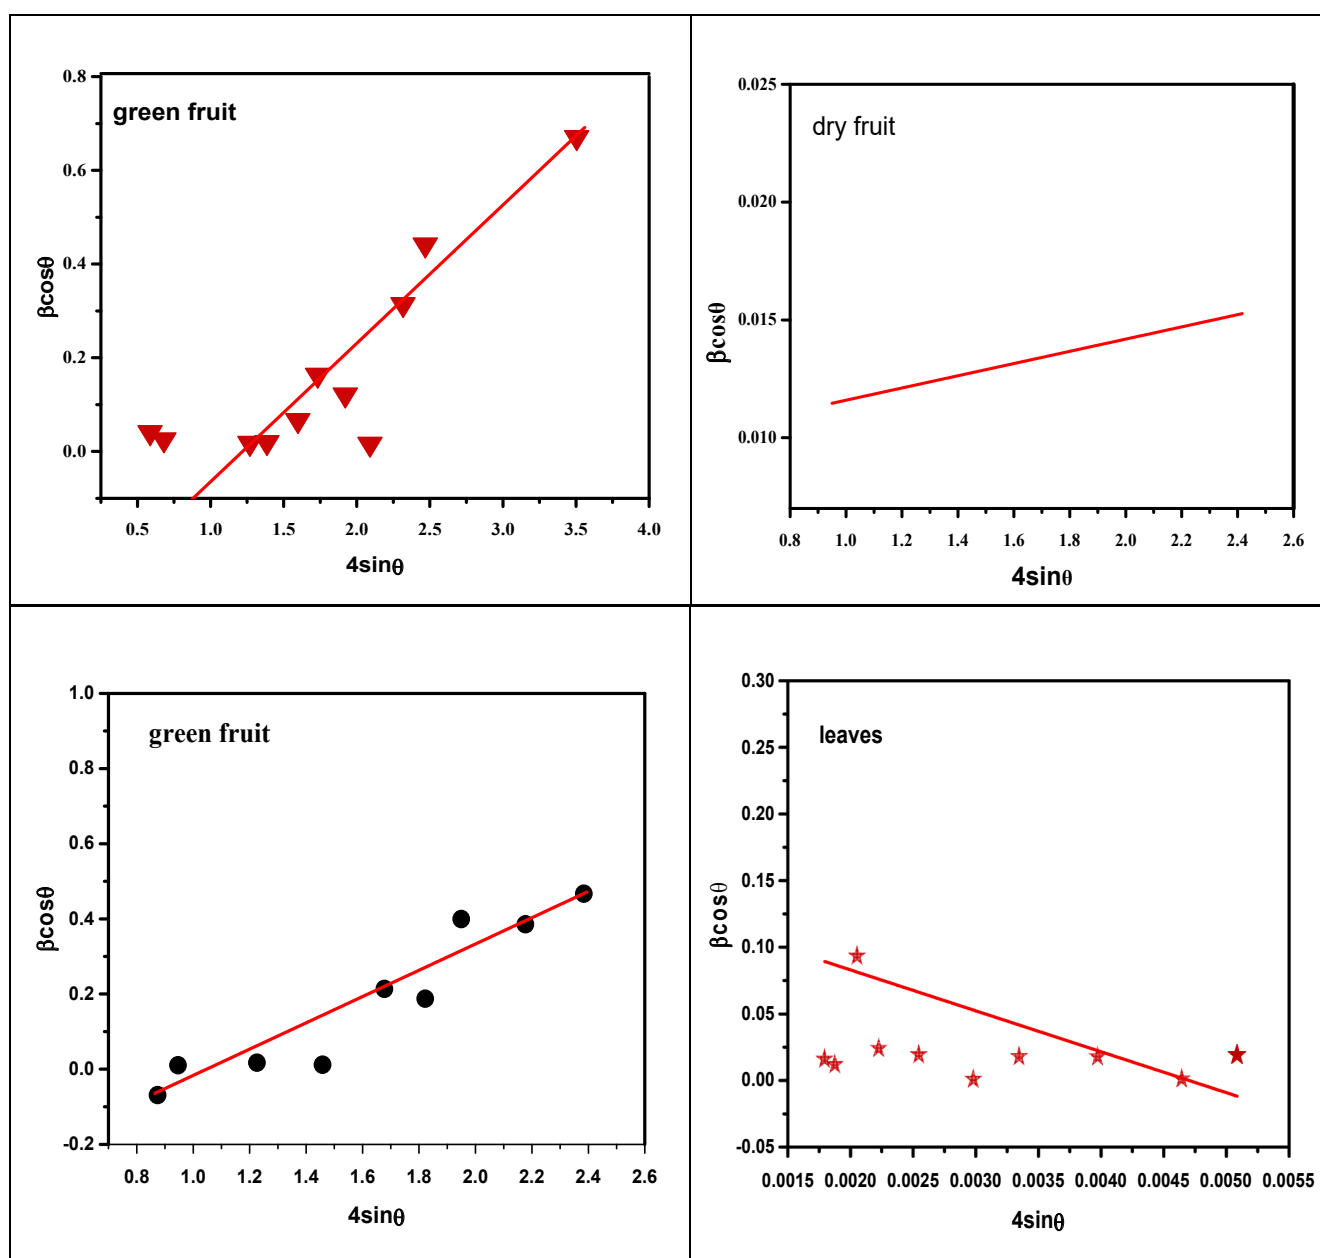 green fruit
0.8
0.6
0.4
0.2
0.0
βcosθ
0.5 1.0 1.5 2.0 2.5 3.0 3.5 4.0
4sinθ
dry fruit
0.025
0.020
0.015
0.010
βcosθ
0.8 1.0 1.2 1.4 1.6 1.8 2.0 2.2 2.4 2.6
4sinθ
green fruit
1.0
0.8
0.6
0.4
0.2
0.0
-0.2
βcosθ
0.8 1.0 1.2 1.4 1.6 1.8 2.0 2.2 2.4 2.6
4sinθ
leaves
0.30
0.25
0.20
0.15
0.10
0.05
0.00
-0.05
βcosθ
0.0015 0.0020 0.0025 0.0030 0.0035 0.0040 0.0045 0.0050 0.0055
4sinθ